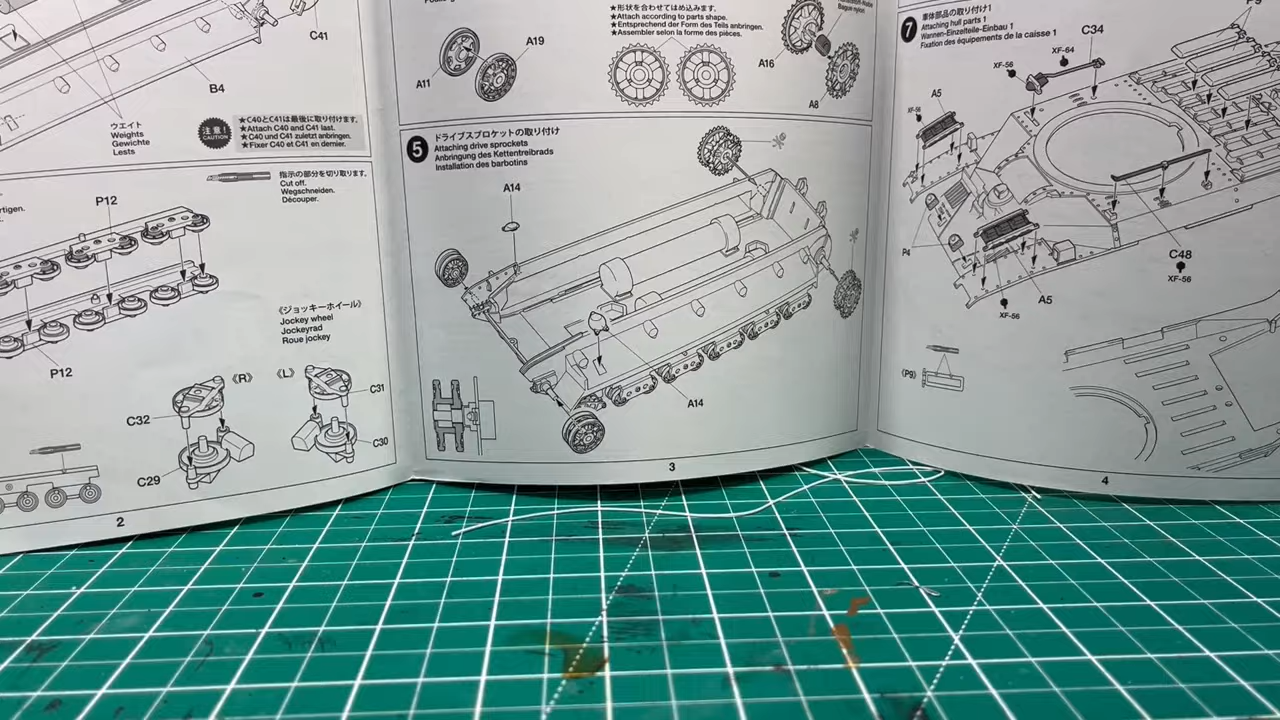 C41
B4
ウエイト
Weights
Gewichte
Lests
注意!
CAUTION
★C40とC41は最後に取り付けます。
★Attach C40 and C41 last.
★C40 und C41 zuletzt anbringen.
★Fixer C40 et C41 en dernier.
指示の部分を切り取ります。
Cut off.
Wegschneiden.
Découper.
P12
P12
《ジョッキーホイール》
Jockey wheel
Jockeyrad
Roue jockey
《R》
《L》
C32
C31
C29
C30
2
A19
A11
★形状を合わせてはめ込みます。
★Attach according to parts shape.
★Entsprechend der Form des Teils anbringen.
★Assembler selon la forme des pièces.
A16
A8
5
ドライブスプロケットの取り付け
Attaching drive sprockets
Anbringung des Kettentreibrads
Installation des barbotins
A14
A14
3
7
車体部品の取り付け1
Attaching hull parts 1
Wannen-Einzelteile-Einbau 1
Fixation des équipements de la caisse 1
C34
XF-64
XF-56
A5
XF-56
P9
C48
XF-56
A5
XF-56
《P9》
4